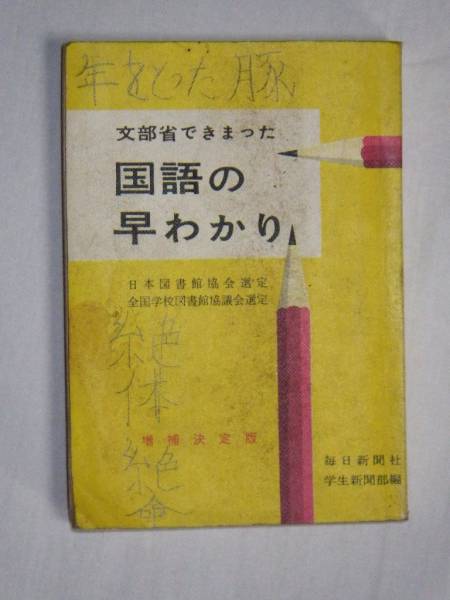 年をとった豚
文部省できまった
国語の
早わかり
日本図書館協会選定
全国学校図書館協議会選定
絶体絶命
増補決定版
毎日新聞社
学生新聞部編